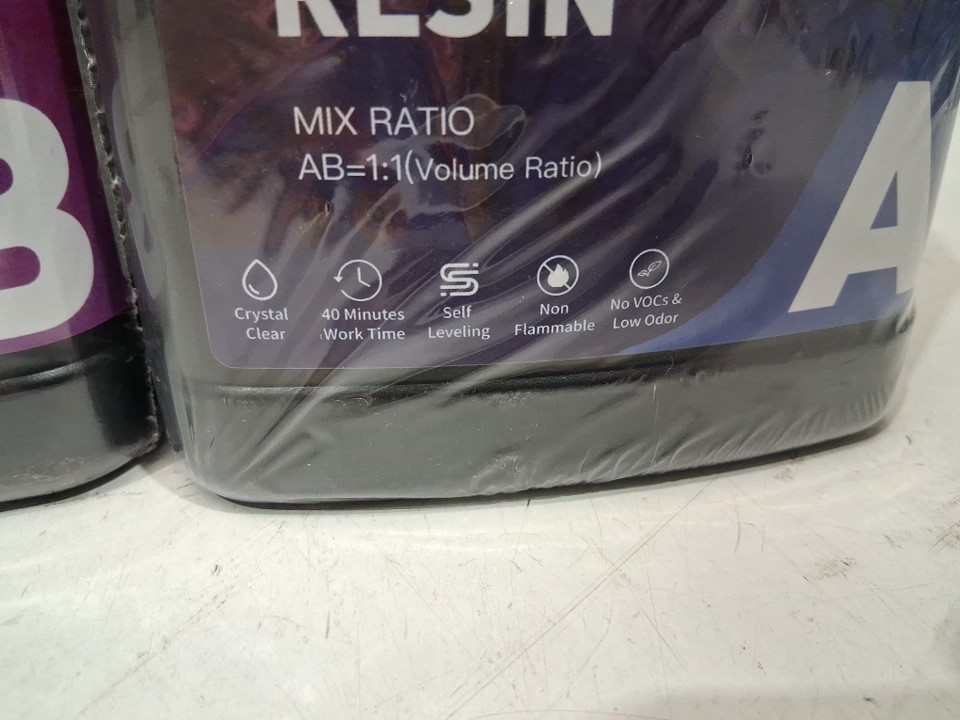 RESIN
MIX RATIO
AB=1:1(Volume Ratio)
Crystal
Clear
40 Minutes
Work Time
Self
Leveling
Non
Flammable
No VOCs &
Low Odor
A
B